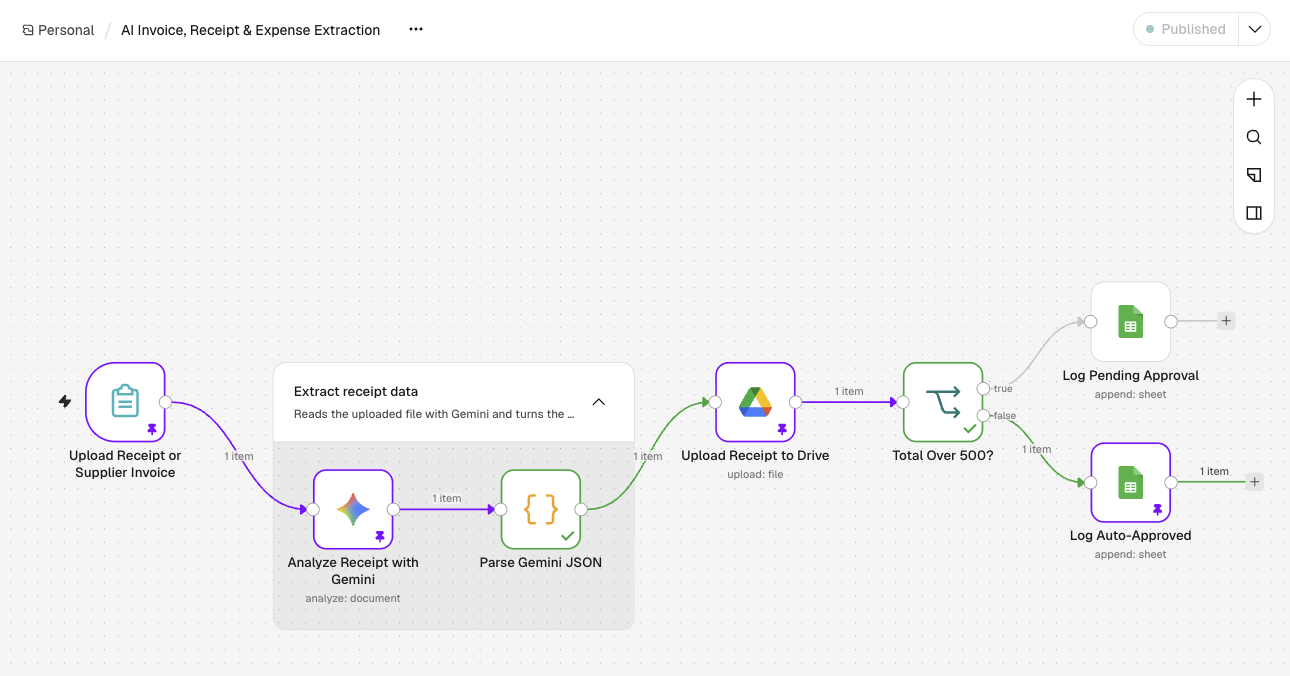 Personal / AI Invoice, Receipt & Expense Extraction ...
Published
Log Pending Approval
append: sheet
Extract receipt data
Reads the uploaded file with Gemini and turns the ...
1 item
true
false
Upload Receipt or
Supplier Invoice
1 item
1 item
Upload Receipt to Drive
upload: file
Total Over 500?
1 item
1 item
1 item
Log Auto-Approved
append: sheet
Analyze Receipt with
Gemini
analyze: document
Parse Gemini JSON